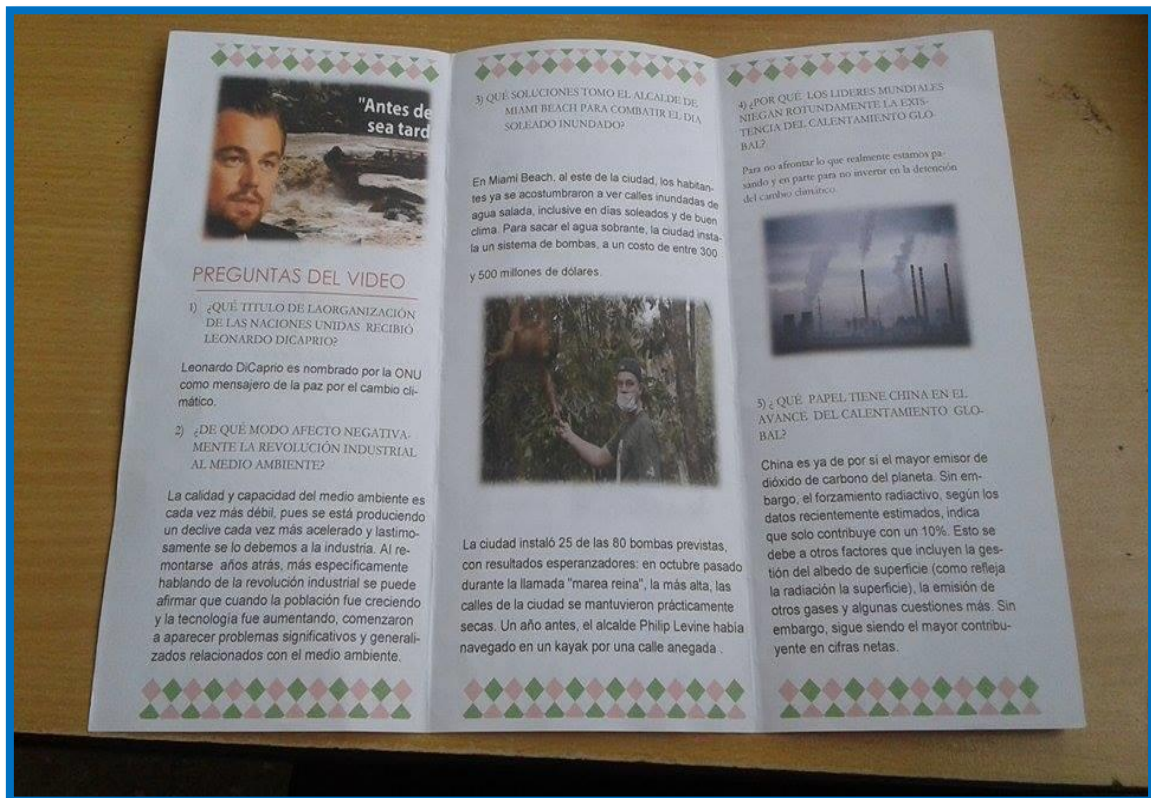 "Antes de
sea tard
PREGUNTAS DEL VIDEO
1) ¿QUÉ TITULO DE LAORGANIZACIÓN
DE LAS NACIONES UNIDAS RECIBIÓ
LEONARDO DICAPRIO?
Leonardo DiCaprio es nombrado por la ONU
como mensajero de la paz por el cambio cli-
mático.
2) ¿DE QUÉ MODO AFECTO NEGATIVA-
MENTE LA REVOLUCIÓN INDUSTRIAL
AL MEDIO AMBIENTE?
La calidad y capacidad del medio ambiente es
cada vez más débil, pues se está produciendo
un declive cada vez más acelerado y lastimo-
samente se lo debemos a la industria. Al re-
montarse años atrás, más específicamente
hablando de la revolución industrial se puede
afirmar que cuando la población fue creciendo
y la tecnología fue aumentando, comenzaron
a aparecer problemas significativos y generali-
zados relacionados con el medio ambiente.
3) QUÉ SOLUCIONES TOMO EL ALCALDE DE
MIAMI BEACH PARA COMBATIR EL DIA
SOLEADO INUNDADO?
En Miami Beach, al este de la ciudad, los habitan-
tes ya se acostumbraron a ver calles inundadas de
agua salada, inclusive en días soleados y de buen
clima. Para sacar el agua sobrante, la ciudad insta-
la un sistema de bombas, a un costo de entre 300
y 500 millones de dólares.
La ciudad instaló 25 de las 80 bombas previstas,
con resultados esperanzadores: en octubre pasado
durante la llamada "marea reina", la más alta, las
calles de la ciudad se mantuvieron prácticamente
secas. Un año antes, el alcalde Philip Levine había
navegado en un kayak por una calle anegada .
4) ¿POR QUÉ LOS LIDERES MUNDIALES
NIEGAN ROTUNDAMENTE LA EXIS-
TENCIA DEL CALENTAMIENTO GLO-
BAL?
Para no afrontar lo que realmente estamos pa-
sando y en parte para no invertir en la detención
del cambio climático.
5) ¿ QUÉ PAPEL TIENE CHINA EN EL
AVANCE DEL CALENTAMIENTO GLO-
BAL?
China es ya de por si el mayor emisor de
dióxido de carbono del planeta. Sin em-
bargo, el forzamiento radiactivo, según los
datos recientemente estimados, indica
que solo contribuye con un 10%. Esto se
debe a otros factores que incluyen la ges-
tión del albedo de superficie (como refleja
la radiación la superficie), la emisión de
otros gases y algunas cuestiones más. Sin
embargo, sigue siendo el mayor contribu-
yente en cifras netas.